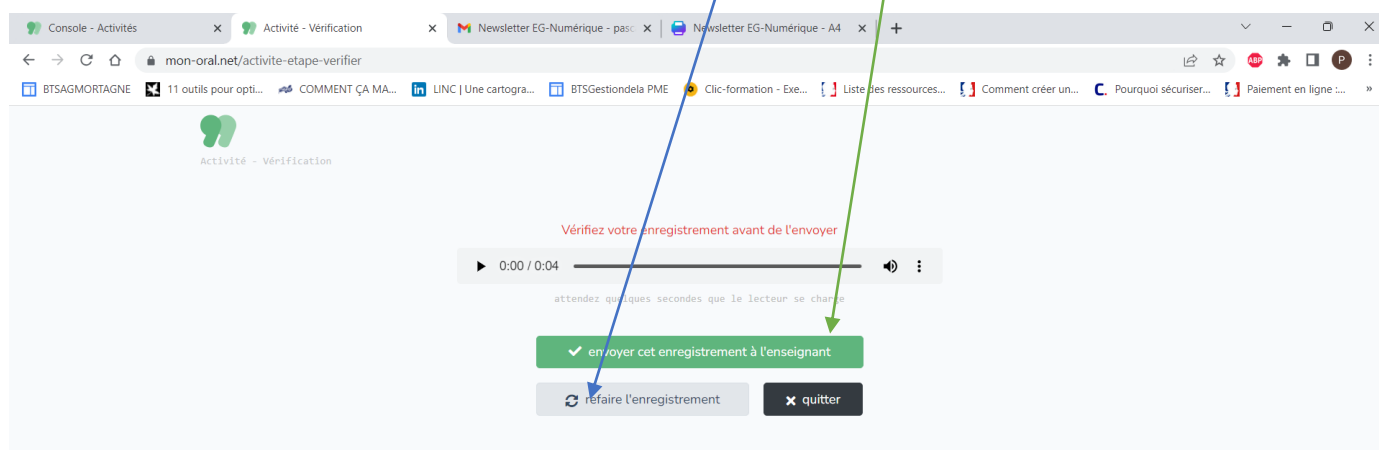 Console - Activités
Activité - Vérification
Newsletter EG-Numérique - pasc
Newsletter EG-Numérique - A4
mon-oral.net/activite-etape-verifier
ABP
P
BTSAGMORTAGNE
11 outils pour opti...
COMMENT ÇA MA...
LINC | Une cartogra...
BTSGestiondela PME
Clic-formation - Exe...
Liste des ressources...
Comment créer un...
Pourquoi sécuriser...
Paiement en ligne :...
»
Activité - Vérification
Vérifiez votre enregistrement avant de l'envoyer
0:00 / 0:04
attendez quelques secondes que le lecteur se charge
envoyer cet enregistrement à l'enseignant
refaire l'enregistrement
quitter